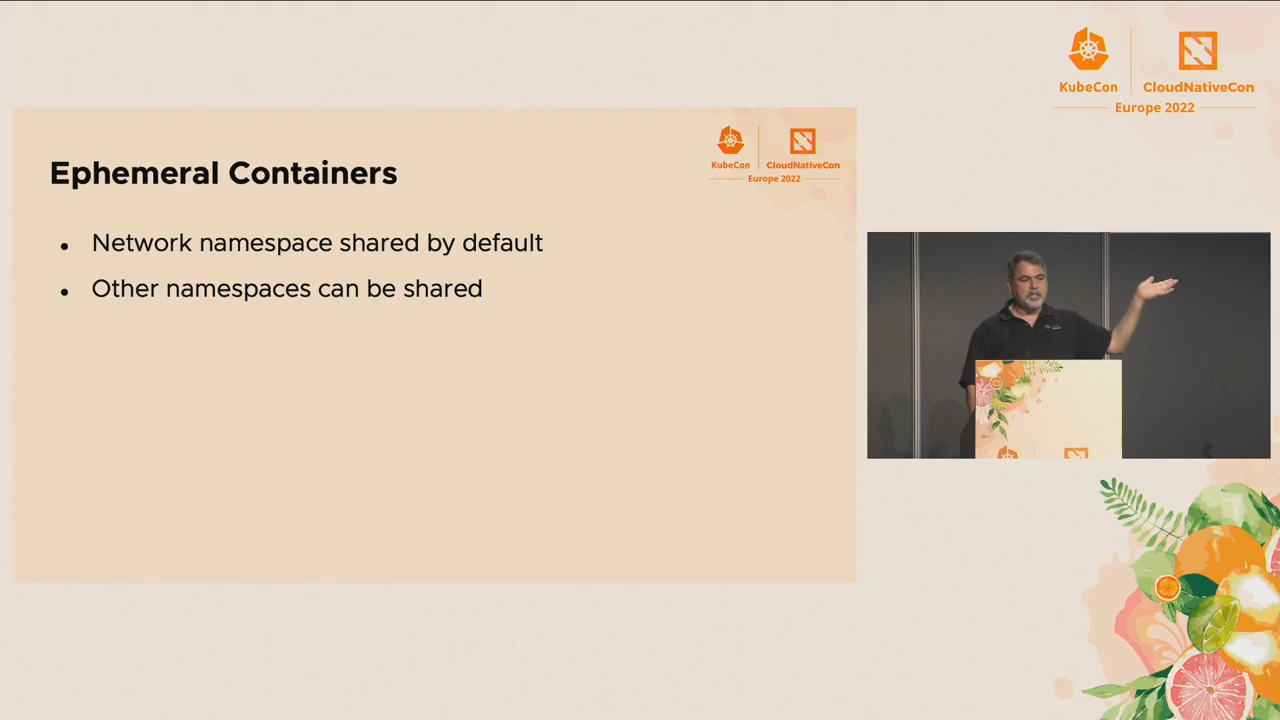 KubeCon
CloudNativeCon
Europe 2022
KubeCon
CloudNativeCon
Europe 2022
Ephemeral Containers
• Network namespace shared by default
• Other namespaces can be shared